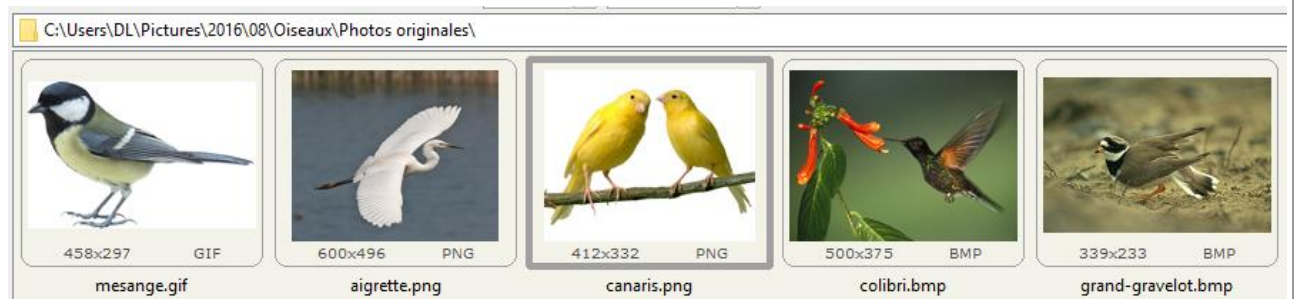 C:\Users\DL\Pictures\2016\08\Oiseaux\Photos originales\
458x297 GIF
600x496 PNG
412x332 PNG
500x375 BMP
339x233 BMP
mesange.gif
aigrette.png
canaris.png
colibri.bmp
grand-gravelot.bmp